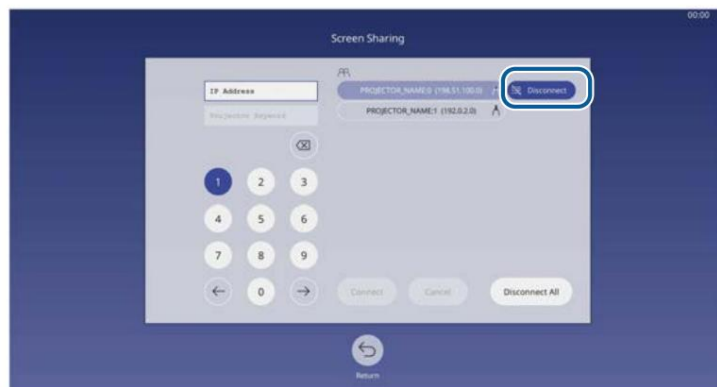 00:00
Screen Sharing
IP Address
PROJECTOR_NAME:0 (198.51.100.0)
Disconnect
Projector Keyword
PROJECTOR_NAME:1 (192.0.2.0)
1 2 3
4 5 6
7 8 9
← 0 →
Connect
Cancel
Disconnect All
Return